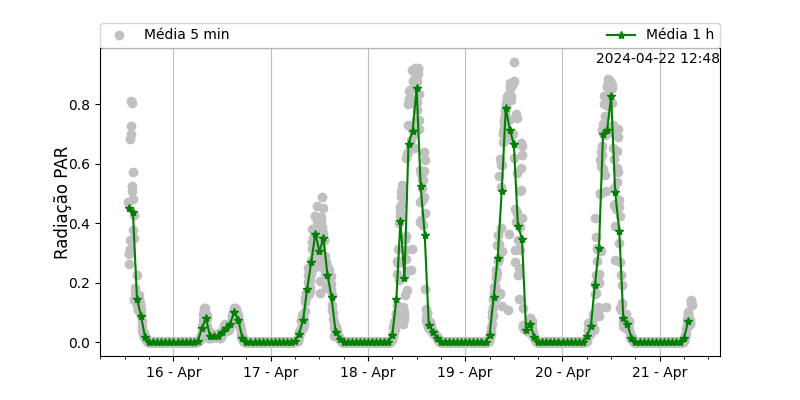 Média 5 min
Média 1 h
2024-04-22 12:48
Radiação PAR
0.8
0.6
0.4
0.2
0.0
16 - Apr
17 - Apr
18 - Apr
19 - Apr
20 - Apr
21 - Apr